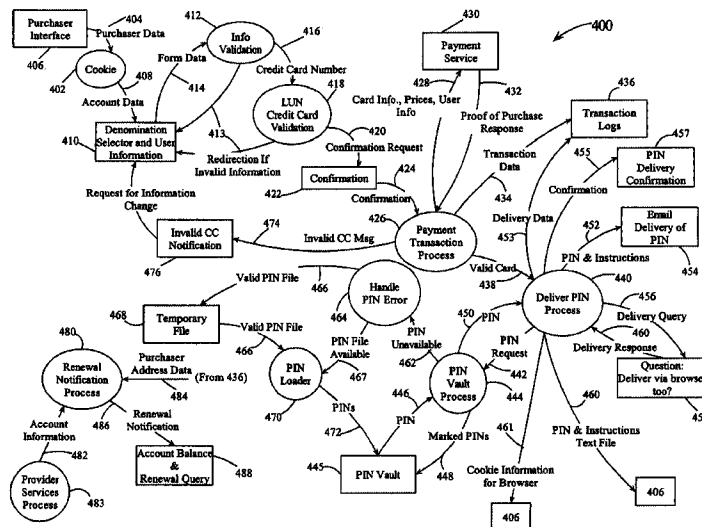 400
Purchaser
Interface
404
Purchaser Data
406
Cookie
402
408
Account Data
Form Data
414
412
Info
Validation
416
Credit Card Number
418
LUN
Credit Card
Validation
413
Redirection If
Invalid Information
410
Denomination
Selector and User
Information
420
Confirmation Request
422
Confirmation
424
Confirmation
Request for Information
Change
430
Payment
Service
428
432
Card Info., Prices, User
Info
Proof of Purchase
Response
426
Payment
Transaction
Process
Transaction
Data
434
436
Transaction
Logs
455
Confirmation
457
PIN
Delivery
Confirmation
Delivery Data
453
452
PIN & Instructions
Email
Delivery of
PIN
454
Valid Card
438
440
Deliver PIN
Process
456
Delivery Query
460
Delivery Response
Question:
Deliver via browser
too?
45
474
Invalid CC Msg
Invalid CC
Notification
476
466
Valid PIN File
Handle
PIN Error
464
468
Temporary
File
Valid PIN File
466
PIN File
Available
467
PIN
Unavailable
462
450
PIN
PIN
Request
442
PIN
Loader
470
PIN
Vault
Process
444
446
PIN
PINs
472
445
PIN Vault
Marked PINs
448
461
Cookie Information
for Browser
406
460
PIN & Instructions
Text File
406
480
Renewal
Notification
Process
Purchaser
Address Data
484
(From 436)
486
Renewal
Notification
Account Balance
&
Renewal Query
488
Account
Information
482
Provider
Services
Process
483